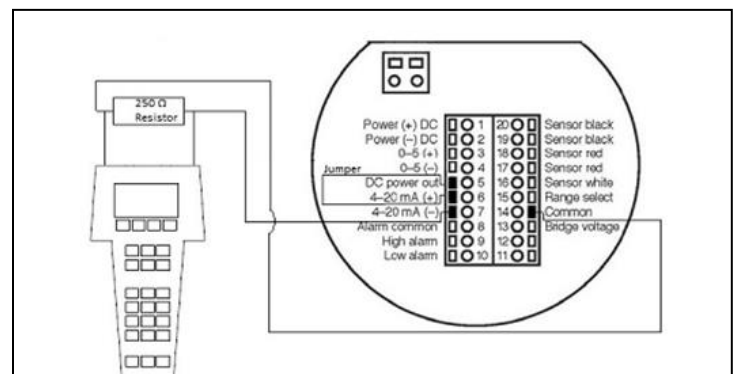 250 Ω
Resistor
Jumper
Power (+) DC 1 20 Sensor black
Power (–) DC 2 19 Sensor black
0–5 (+) 3 18 Sensor red
0–5 (–) 4 17 Sensor red
DC power out 5 16 Sensor white
4–20 mA (+) 6 15 Range select
4–20 mA (–) 7 14 Common
Alarm common 8 13 Bridge voltage
High alarm 9 12
Low alarm 10 11